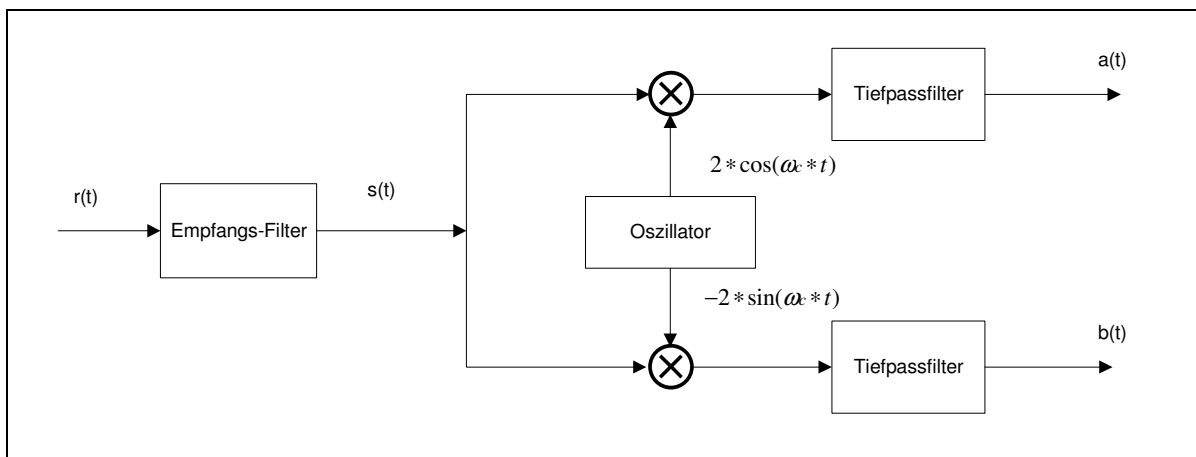 a(t)
Tiefpassfilter
2*cos(ωc*t)
r(t)
s(t)
Empfangs-Filter
Oszillator
−2*sin(ωc*t)
b(t)
Tiefpassfilter